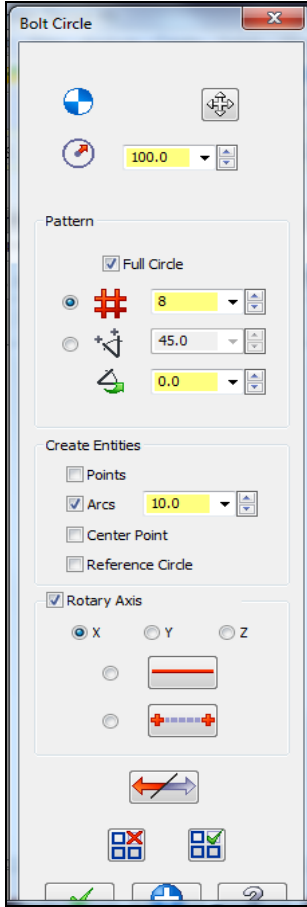 Bolt Circle
100.0
Pattern
Full Circle
8
45.0
0.0
Create Entities
Points
Arcs 10.0
Center Point
Reference Circle
Rotary Axis
X Y Z
?